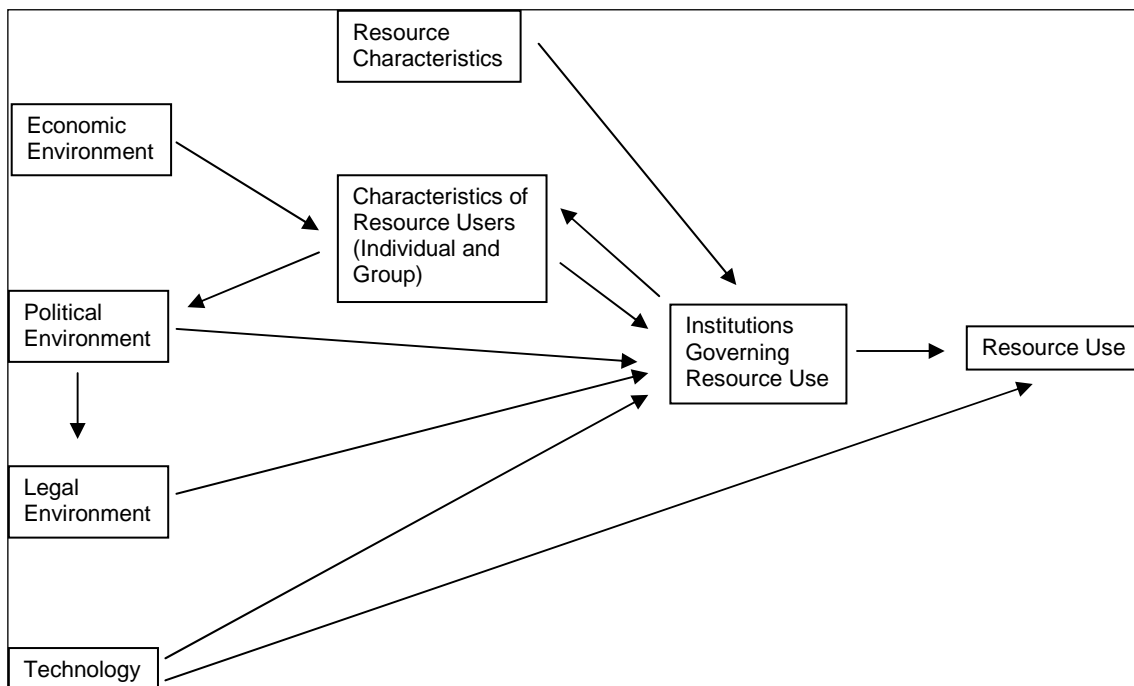 Resource
Characteristics
Economic
Environment
Characteristics of
Resource Users
(Individual and
Group)
Political
Environment
Institutions
Governing
Resource Use
Resource Use
Legal
Environment
Technology